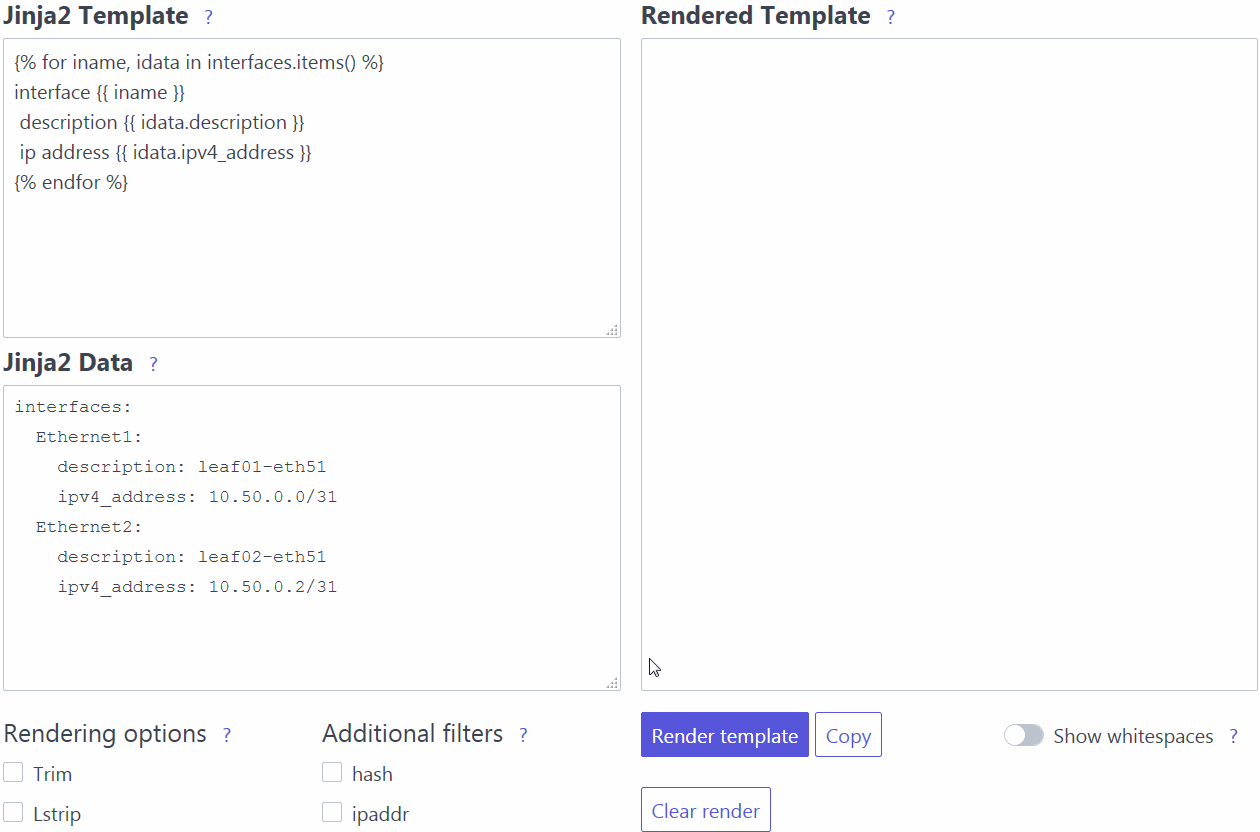 Jinja2 Template ?
{% for iname, idata in interfaces.items() %}
interface {{ iname }}
 description {{ idata.description }}
 ip address {{ idata.ipv4_address }}
{% endfor %}
Jinja2 Data ?
interfaces:
  Ethernet1:
    description: leaf01-eth51
    ipv4_address: 10.50.0.0/31
  Ethernet2:
    description: leaf02-eth51
    ipv4_address: 10.50.0.2/31
Rendering options ?
Trim
Lstrip
Additional filters ?
hash
ipaddr
Rendered Template ?
Render template
Copy
Show whitespaces ?
Clear render